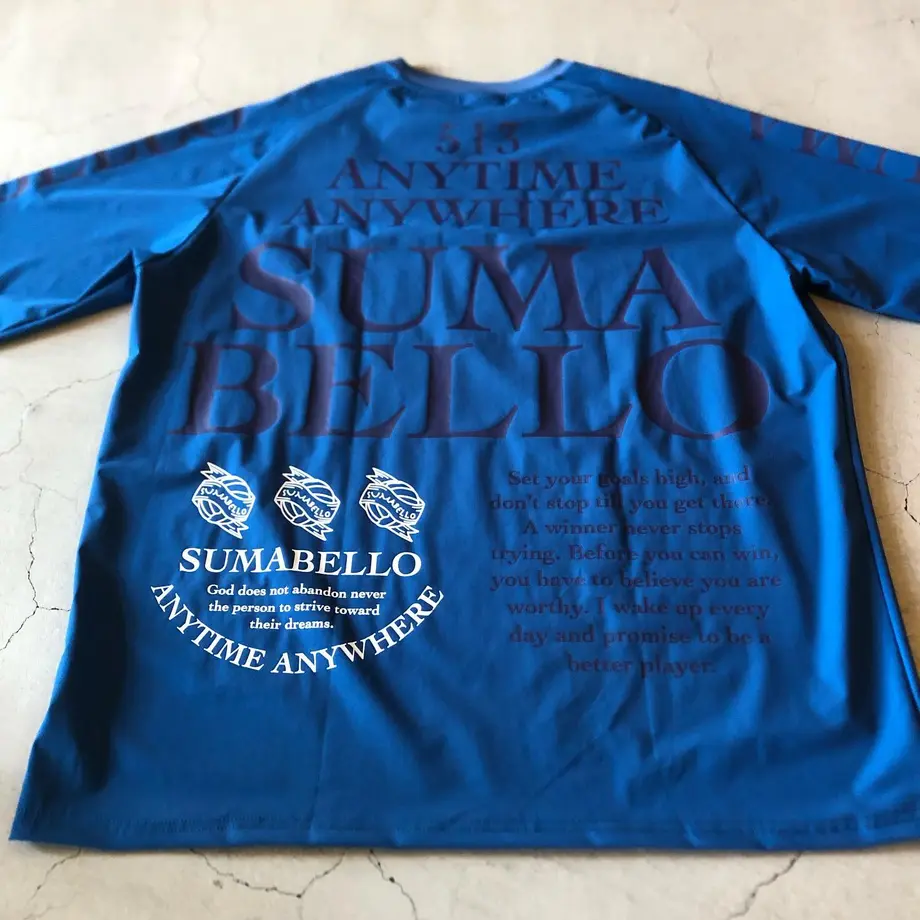 513
ANYTIME
ANYWHERE
SUMA
BELLO
SUMABELLO
SUMABELLO
SUMABELLO
SUMABELLO
God does not abandon never
the person to strive toward
their dreams.
ANYTIME ANYWHERE
Set your goals high, and
don't stop till you get there.
A winner never stops
trying. Before you can win,
you have to believe you are
worthy. I wake up every
day and promise to be a
better player.